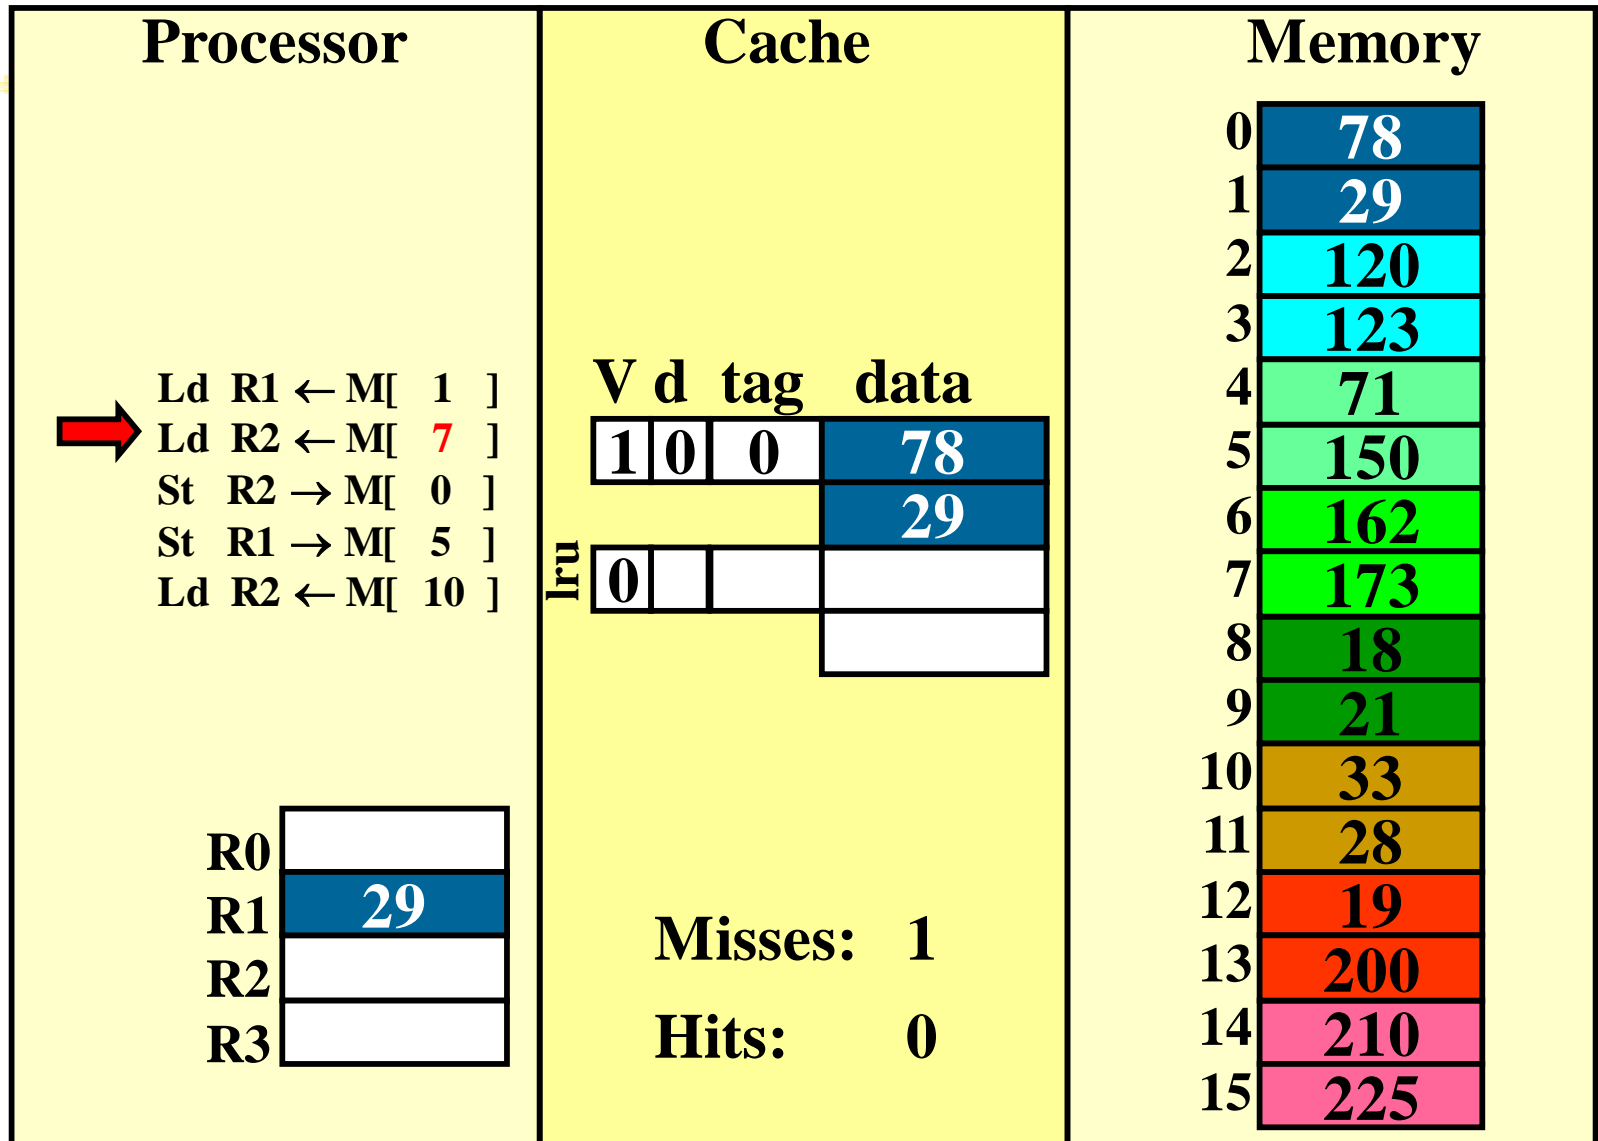 Processor
Ld R1 ← M[ 1 ]
Ld R2 ← M[ 7 ]
St R2 → M[ 0 ]
St R1 → M[ 5 ]
Ld R2 ← M[ 10 ]
R0
R1 29
R2
R3
Cache
V d tag data
1 0 0 78
29
lru
0
Misses: 1
Hits: 0
Memory
0 78
1 29
2 120
3 123
4 71
5 150
6 162
7 173
8 18
9 21
10 33
11 28
12 19
13 200
14 210
15 225